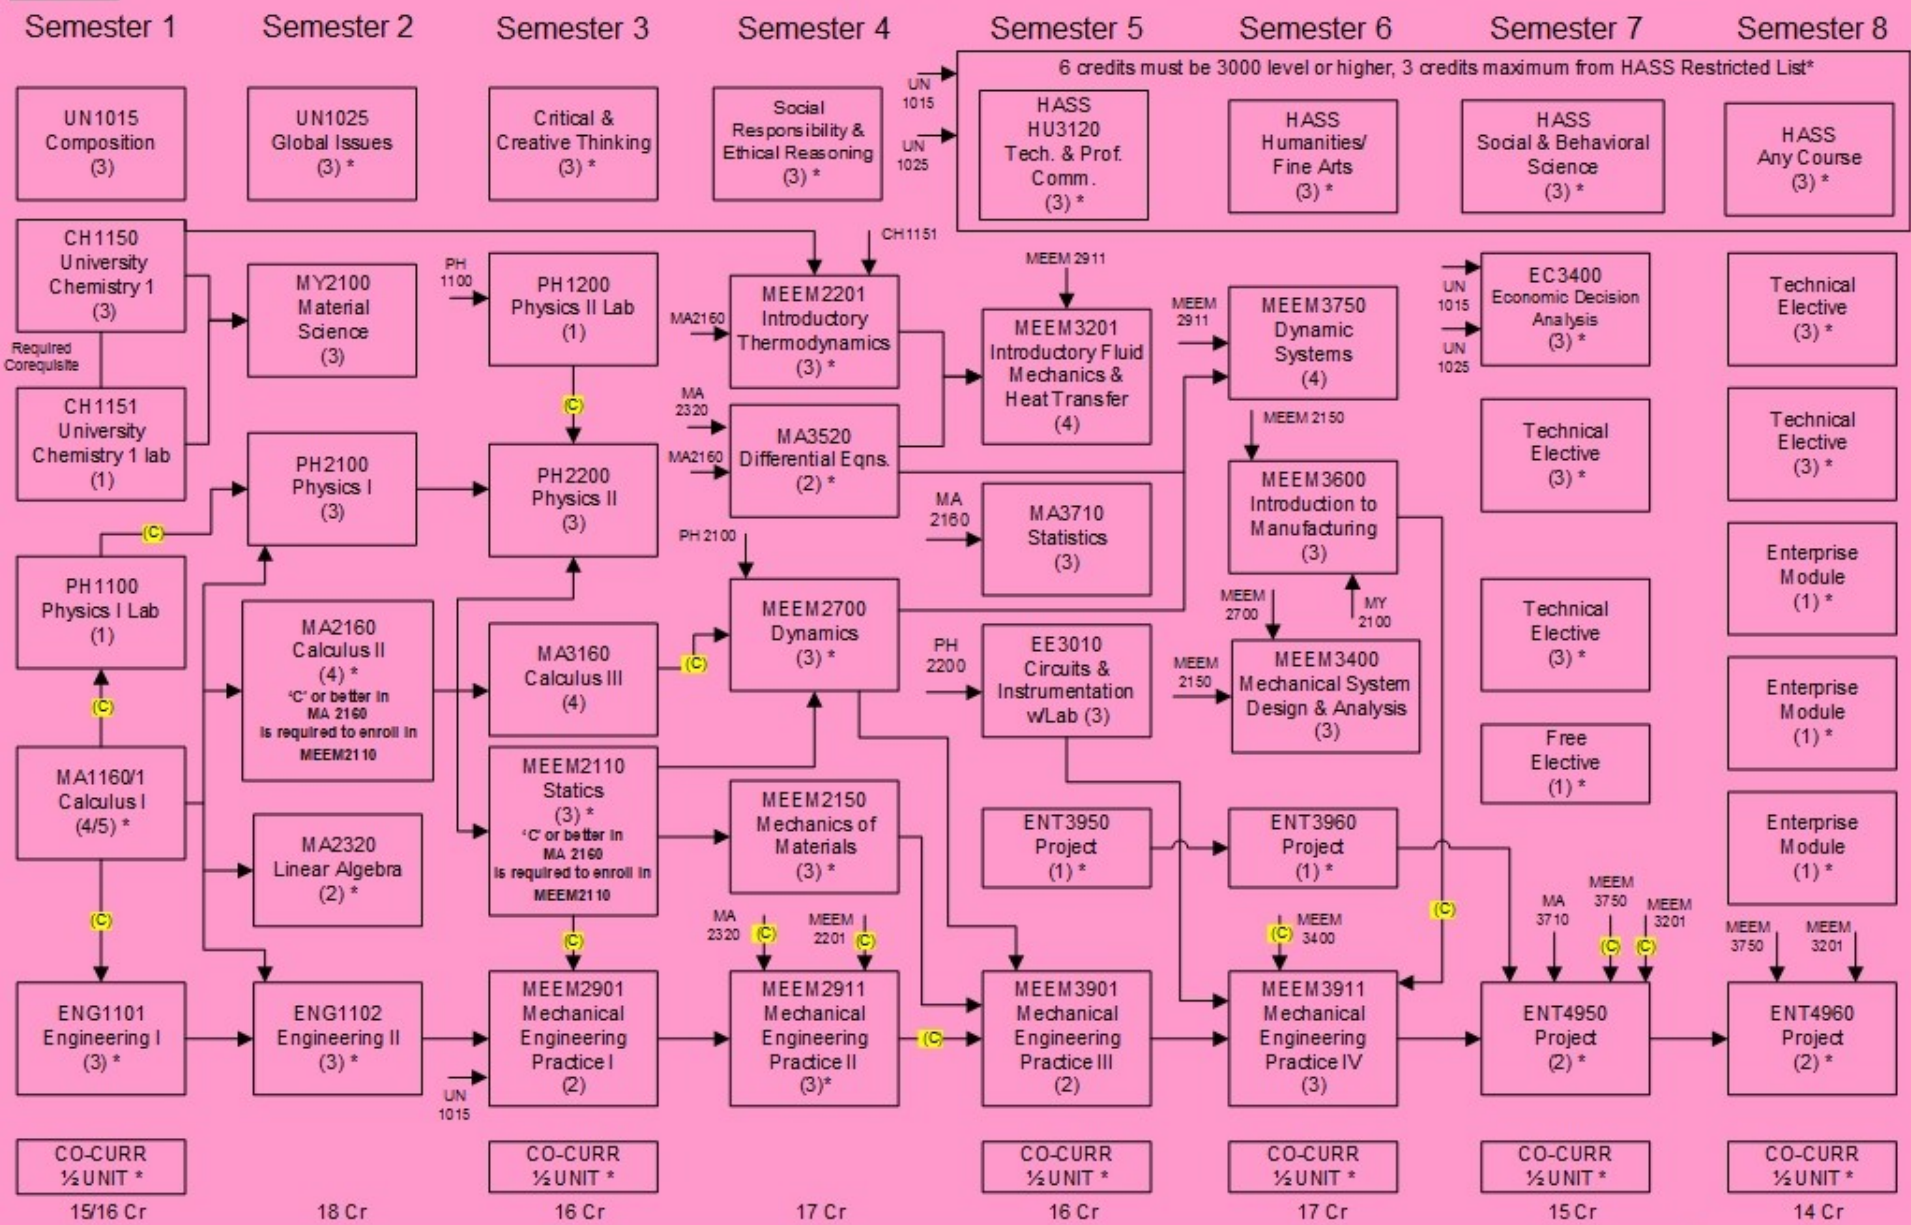 Semester 1
Semester 2
Semester 3
Semester 4
Semester 5
Semester 6
Semester 7
Semester 8
6 credits must be 3000 level or higher, 3 credits maximum from HASS Restricted List*
UN
1015
UN
1025
UN1015
Composition
(3)
UN1025
Global Issues
(3) *
Critical &
Creative Thinking
(3) *
Social
Responsibility &
Ethical Reasoning
(3) *
HASS
HU3120
Tech. & Prof.
Comm.
(3) *
HASS
Humanities/
Fine Arts
(3) *
HASS
Social & Behavioral
Science
(3) *
HASS
Any Course
(3) *
CH1150
University
Chemistry 1
(3)
Required
Corequisite
CH1151
University
Chemistry 1 lab
(1)
(C)
PH1100
Physics I Lab
(1)
(C)
MA1160/1
Calculus I
(4/5) *
(C)
ENG1101
Engineering I
(3) *
CO-CURR
½ UNIT *
15/16 Cr
MY2100
Material
Science
(3)
PH2100
Physics I
(3)
MA2160
Calculus II
(4) *
'C' or better in
MA 2160
is required to enroll in
MEEM2110
MA2320
Linear Algebra
(2) *
ENG1102
Engineering II
(3) *
18 Cr
PH
1100
PH1200
Physics II Lab
(1)
(C)
PH2200
Physics II
(3)
MA3160
Calculus III
(4)
(C)
MEEM2110
Statics
(3) *
'C' or better in
MA 2160
is required to enroll in
MEEM2110
(C)
MEEM2901
Mechanical
Engineering
Practice I
(2)
UN
1015
CO-CURR
½ UNIT *
16 Cr
CH1151
MA2160
MEEM2201
Introductory
Thermodynamics
(3) *
MA
2320
MA2160
MA3520
Differential Eqns.
(2) *
PH 2100
MEEM2700
Dynamics
(3) *
MEEM2150
Mechanics of
Materials
(3) *
MA
2320
(C)
MEEM
2201
(C)
MEEM2911
Mechanical
Engineering
Practice II
(3)*
(C)
17 Cr
MEEM 2911
MEEM3201
Introductory Fluid
Mechanics &
Heat Transfer
(4)
MA
2160
MA3710
Statistics
(3)
PH
2200
EE3010
Circuits &
Instrumentation
w/Lab (3)
ENT3950
Project
(1) *
MEEM3901
Mechanical
Engineering
Practice III
(2)
CO-CURR
½ UNIT *
16 Cr
MEEM
2911
MEEM3750
Dynamic
Systems
(4)
MEEM 2150
MEEM3600
Introduction to
Manufacturing
(3)
MEEM
2700
MY
2100
MEEM
2150
MEEM3400
Mechanical System
Design & Analysis
(3)
ENT3960
Project
(1) *
(C)
MEEM
3400
(C)
MEEM3911
Mechanical
Engineering
Practice IV
(3)
CO-CURR
½ UNIT *
17 Cr
UN
1015
UN
1025
EC3400
Economic Decision
Analysis
(3) *
Technical
Elective
(3) *
Technical
Elective
(3) *
Free
Elective
(1) *
MA
3710
MEEM
3750
(C)
MEEM
3201
(C)
ENT4950
Project
(2) *
CO-CURR
½ UNIT *
15 Cr
Technical
Elective
(3) *
Technical
Elective
(3) *
Enterprise
Module
(1) *
Enterprise
Module
(1) *
Enterprise
Module
(1) *
MEEM
3750
MEEM
3201
ENT4960
Project
(2) *
CO-CURR
½ UNIT *
14 Cr